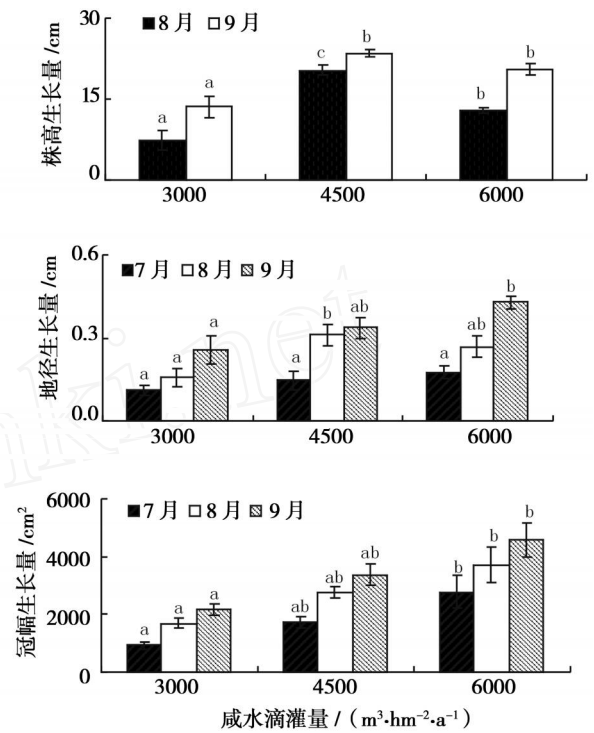 株高生长量/cm
30
15
0
■8月 □9月
a a c b b b
3000 4500 6000
地径生长量/cm
0.6
0.3
0.0
■7月 □8月 ▧9月
a a a a b ab a ab b
3000 4500 6000
冠幅生长量/cm²
6000
4000
2000
0
■7月 □8月 ▧9月
a a a ab ab ab b b b
3000 4500 6000
咸水滴灌量/（m³·hm⁻²·a⁻¹）